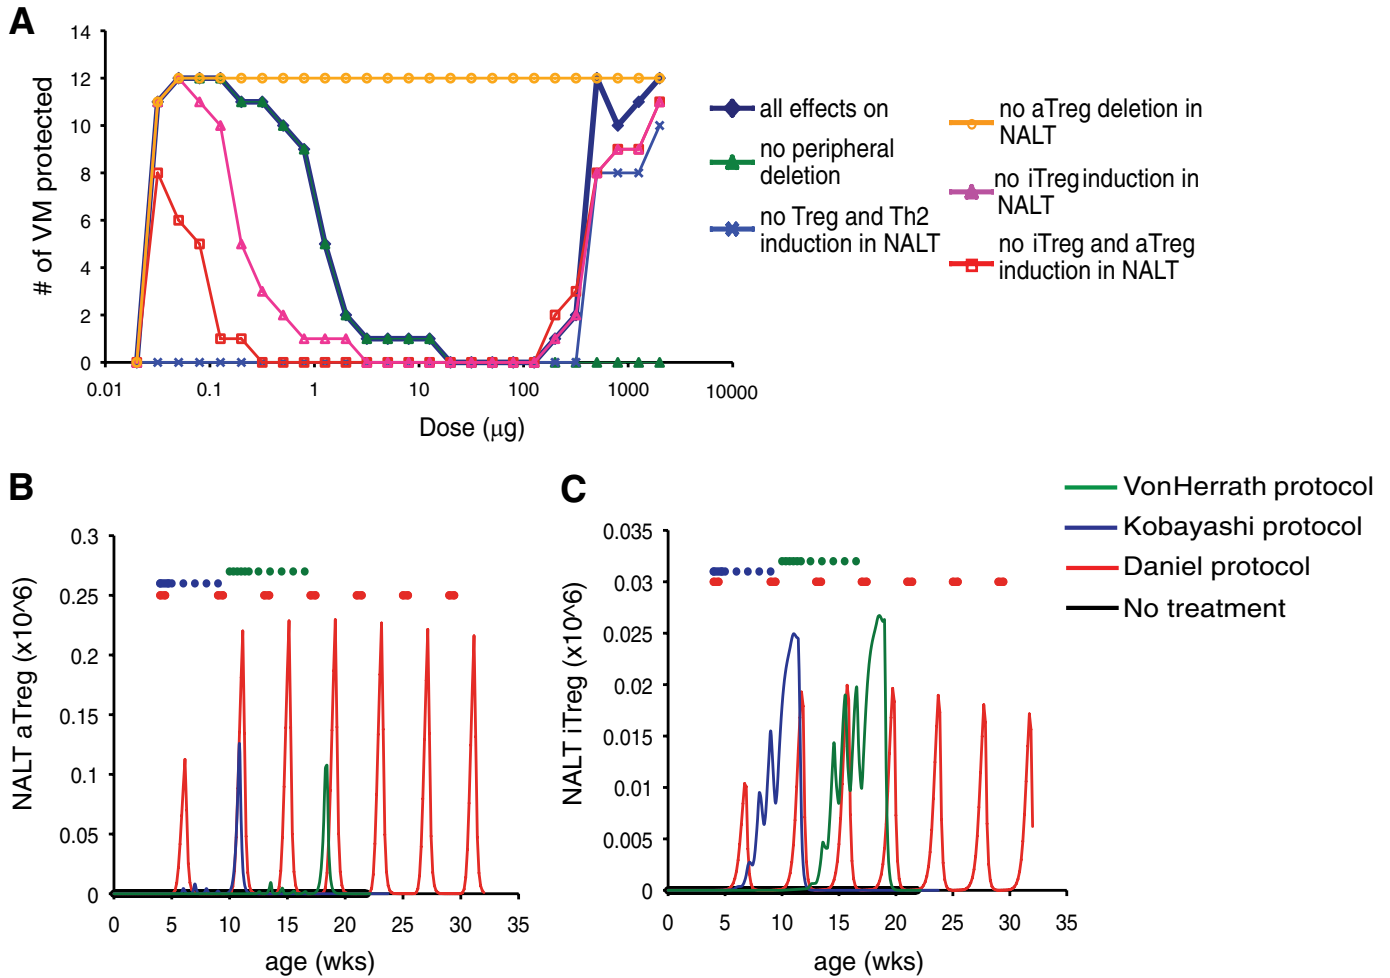 A
14
12
10
8
6
4
2
0
# of VM protected
0.01
0.1
1
10
100
1000
10000
Dose (μg)
all effects on
no peripheral
deletion
no Treg and Th2
induction in NALT
no aTreg deletion in
NALT
no iTreg induction in
NALT
no iTreg and aTreg
induction in NALT
B
0.3
0.25
0.2
0.15
0.1
0.05
0
NALT aTreg (x10^6)
0
5
10
15
20
25
30
35
age (wks)
C
0.035
0.03
0.025
0.02
0.015
0.01
0.005
0
NALT iTreg (x10^6)
0
5
10
15
20
25
30
35
age (wks)
VonHerrath protocol
Kobayashi protocol
Daniel protocol
No treatment